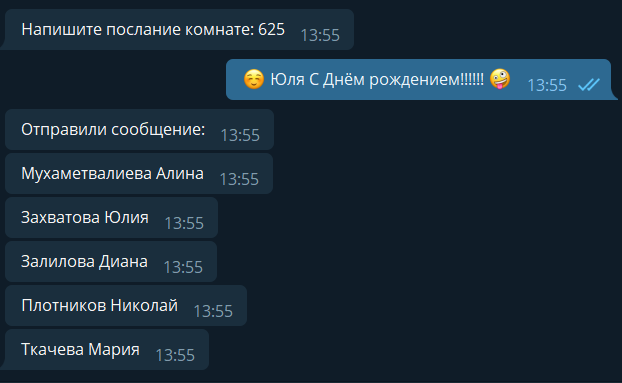 Напишите послание комнате: 625 13:55
☺️ Юля С Днём рождением!!!!!! 🤪 13:55
Отправили сообщение: 13:55
Мухаметвалиева Алина 13:55
Захватова Юлия 13:55
Залилова Диана 13:55
Плотников Николай 13:55
Ткачева Мария 13:55